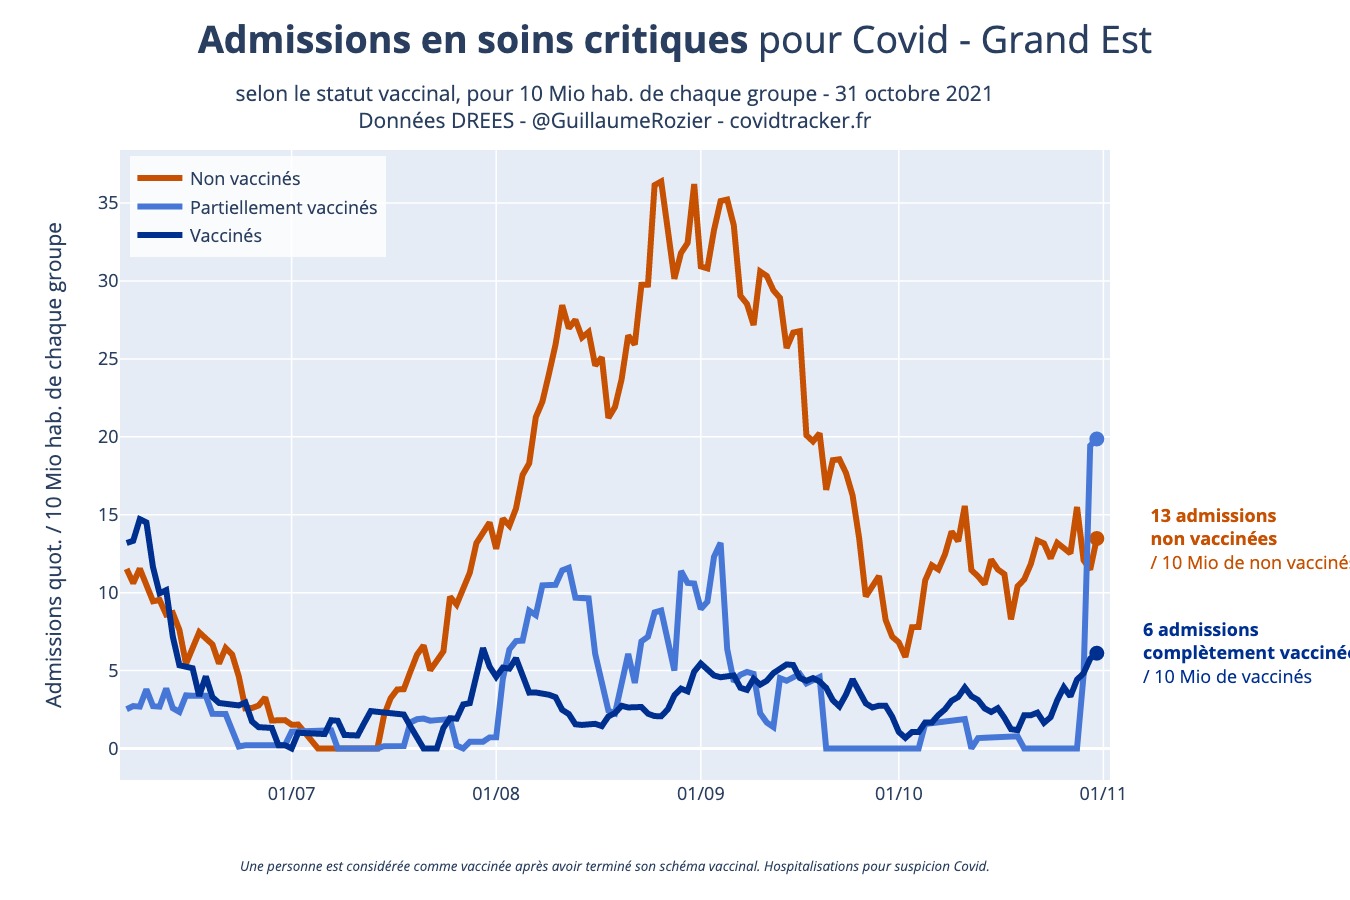 Admissions en soins critiques pour Covid - Grand Est
selon le statut vaccinal, pour 10 Mio hab. de chaque groupe - 31 octobre 2021
Données DREES - @GuillaumeRozier - covidtracker.fr
Non vaccinés
Partiellement vaccinés
Vaccinés
Admissions quot. / 10 Mio hab. de chaque groupe
35
30
25
20
15
10
5
0
01/07
01/08
01/09
01/10
01/11
13 admissions
non vaccinées
/ 10 Mio de non vaccinés
6 admissions
complètement vacciné
/ 10 Mio de vaccinés
Une personne est considérée comme vaccinée après avoir terminé son schéma vaccinal. Hospitalisations pour suspicion Covid.